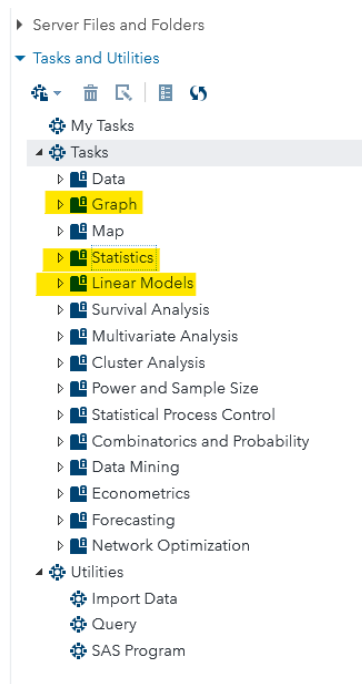 Server Files and Folders
Tasks and Utilities
My Tasks
Tasks
Data
Graph
Map
Statistics
Linear Models
Survival Analysis
Multivariate Analysis
Cluster Analysis
Power and Sample Size
Statistical Process Control
Combinatorics and Probability
Data Mining
Econometrics
Forecasting
Network Optimization
Utilities
Import Data
Query
SAS Program